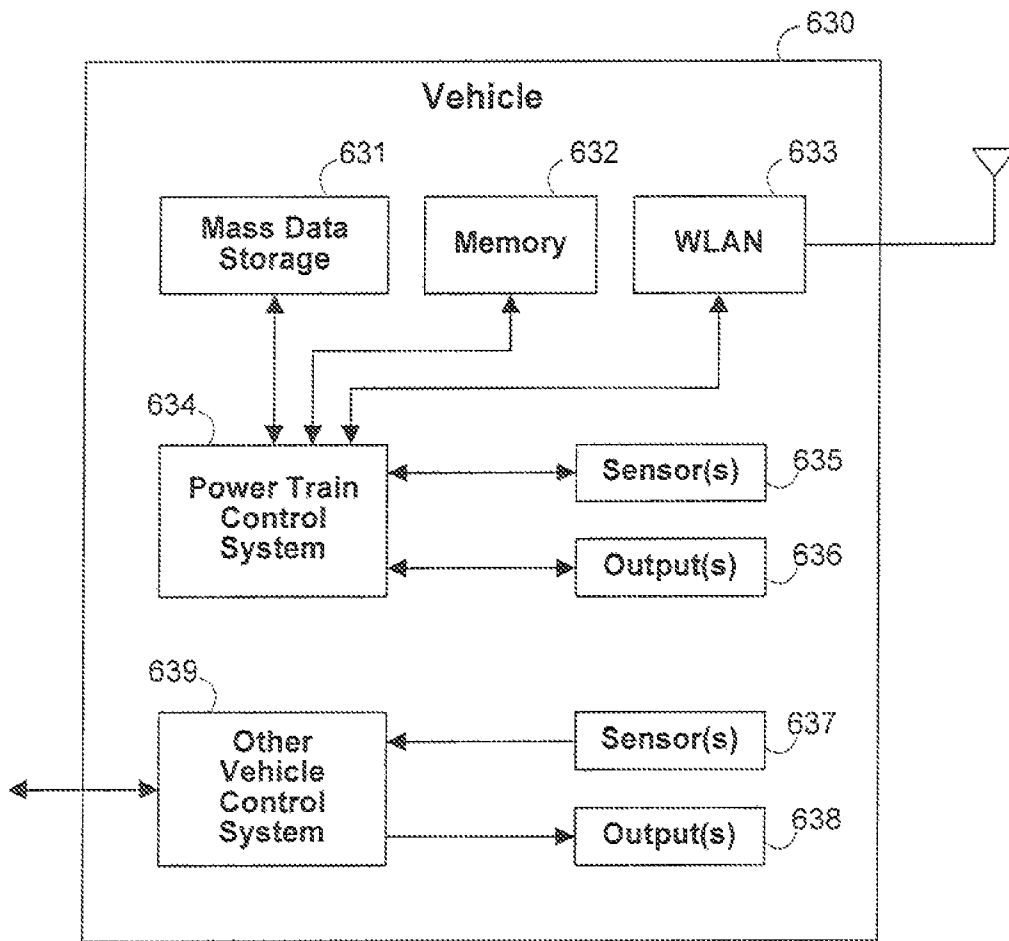 630
Vehicle
631
632
633
Mass Data
Storage
Memory
WLAN
634
Power Train
Control
System
Sensor(s)
635
Output(s)
636
639
Other
Vehicle
Control
System
Sensor(s)
637
Output(s)
638